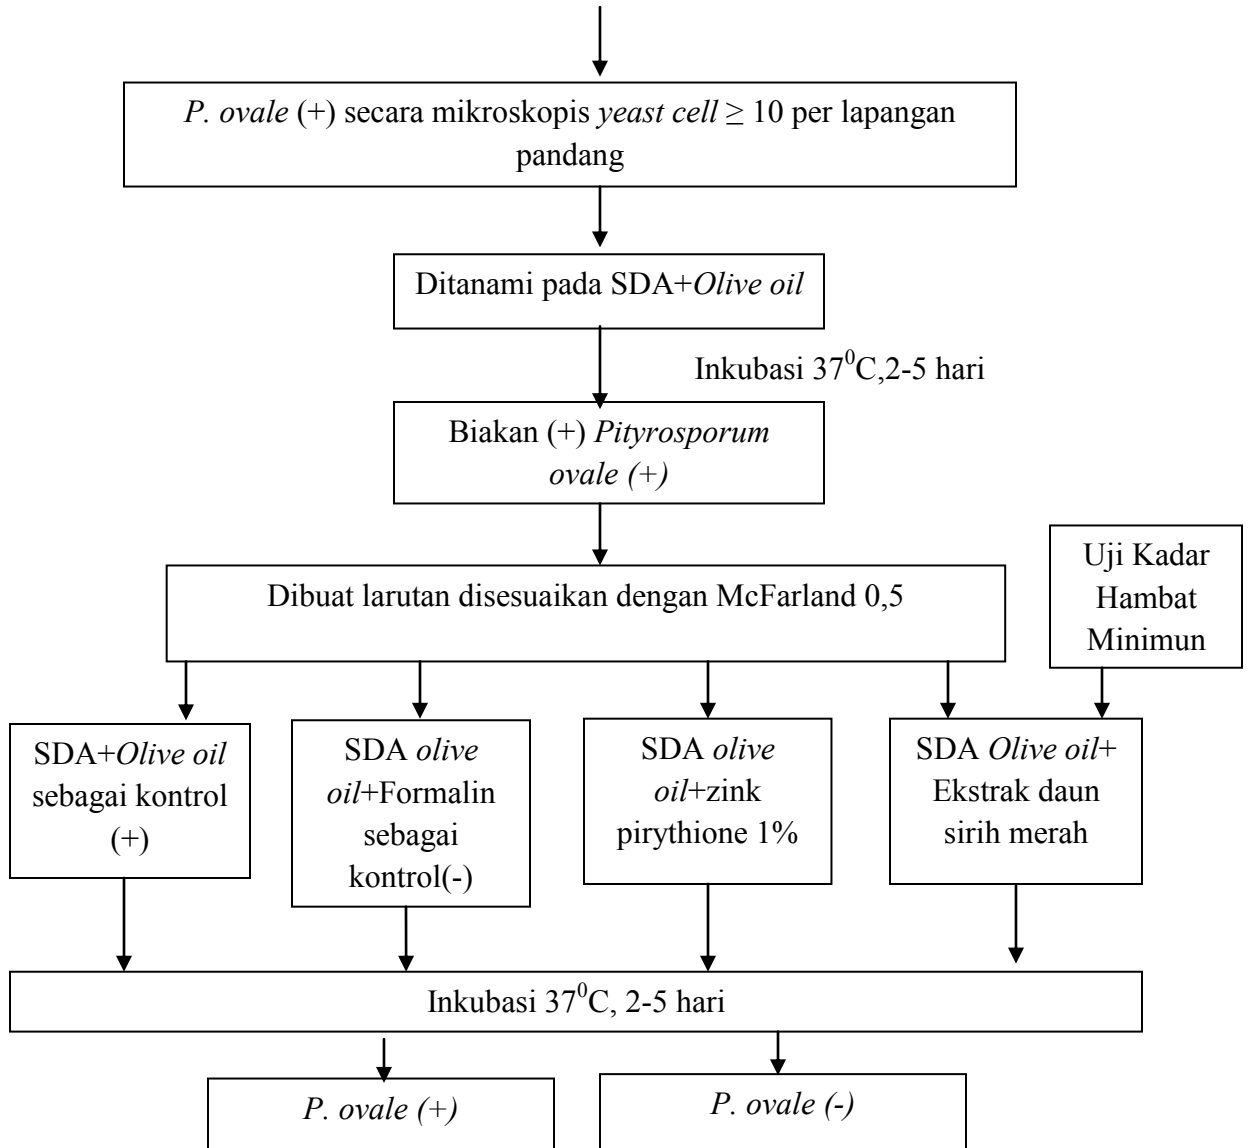 P. ovale (+) secara mikroskopis yeast cell ≥ 10 per lapangan
pandang
Ditanami pada SDA+Olive oil
Inkubasi 37⁰C,2-5 hari
Biakan (+) Pityrosporum
ovale (+)
Dibuat larutan disesuaikan dengan McFarland 0,5
Uji Kadar
Hambat
Minimun
SDA+Olive oil
sebagai kontrol
(+)
SDA olive
oil+Formalin
sebagai
kontrol(-)
SDA olive
oil+zink
pirythione 1%
SDA Olive oil+
Ekstrak daun
sirih merah
Inkubasi 37⁰C, 2-5 hari
P. ovale (+)
P. ovale (-)